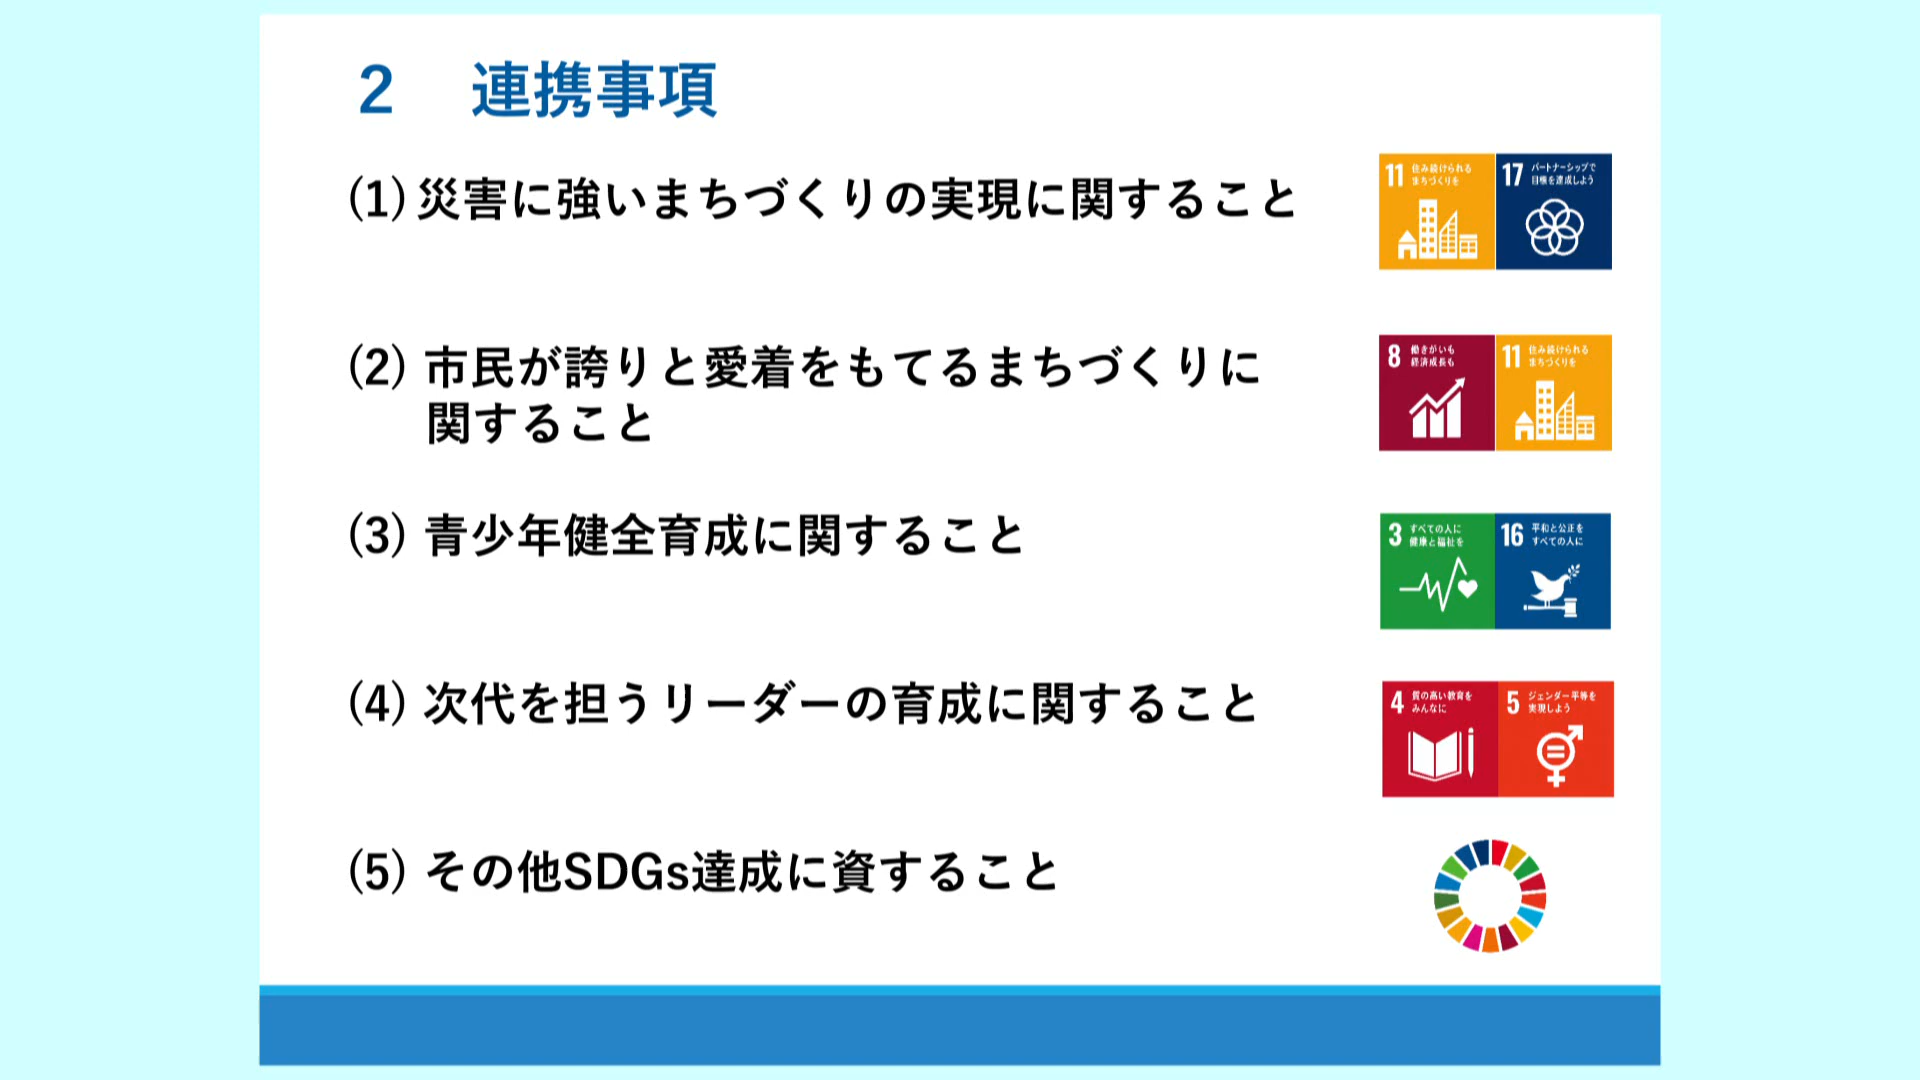 2 連携事項
(1) 災害に強いまちづくりの実現に関すること
11 住み続けられる
まちづくりを
17 パートナーシップで
目標を達成しよう
(2) 市民が誇りと愛着をもてるまちづくりに
関すること
8 働きがいも
経済成長も
11 住み続けられる
まちづくりを
(3) 青少年健全育成に関すること
3 すべての人に
健康と福祉を
16 平和と公正を
すべての人に
(4) 次代を担うリーダーの育成に関すること
4 質の高い教育を
みんなに
5 ジェンダー平等を
実現しよう
(5) その他SDGs達成に資すること